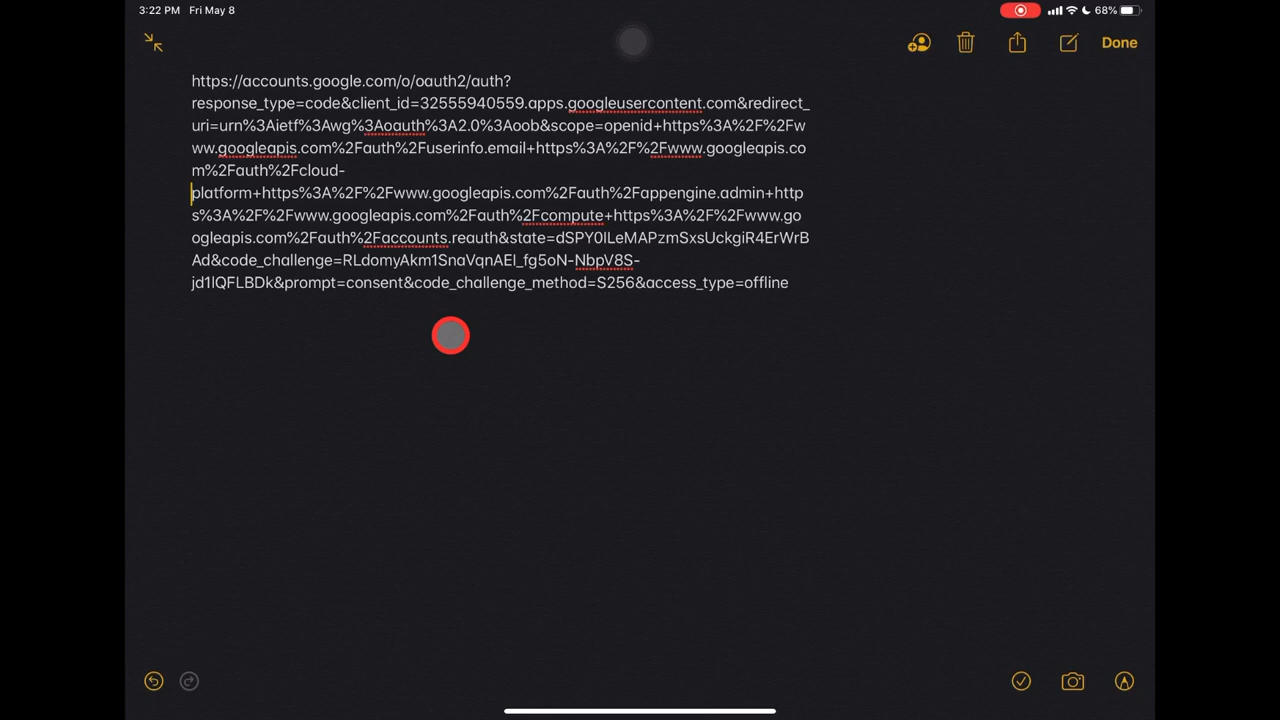 3:22 PM Fri May 8 68%
Done
https://accounts.google.com/o/oauth2/auth?
response_type=code&client_id=32555940559.apps.googleusercontent.com&redirect_
uri=urn%3Aietf%3Awg%3Aoauth%3A2.0%3Aoob&scope=openid+https%3A%2F%2Fw
ww.googleapis.com%2Fauth%2Fuserinfo.email+https%3A%2F%2Fwww.googleapis.co
m%2Fauth%2Fcloud-
platform+https%3A%2F%2Fwww.googleapis.com%2Fauth%2Fappengine.admin+http
s%3A%2F%2Fwww.googleapis.com%2Fauth%2Fcompute+https%3A%2F%2Fwww.go
ogleapis.com%2Fauth%2Faccounts.reauth&state=dSPY0ILeMAPzmSxsUckgiR4ErWrB
Ad&code_challenge=RLdomyAkm1SnaVqnAEI_fg5oN-NbpV8S-
jd1lQFLBDk&prompt=consent&code_challenge_method=S256&access_type=offline